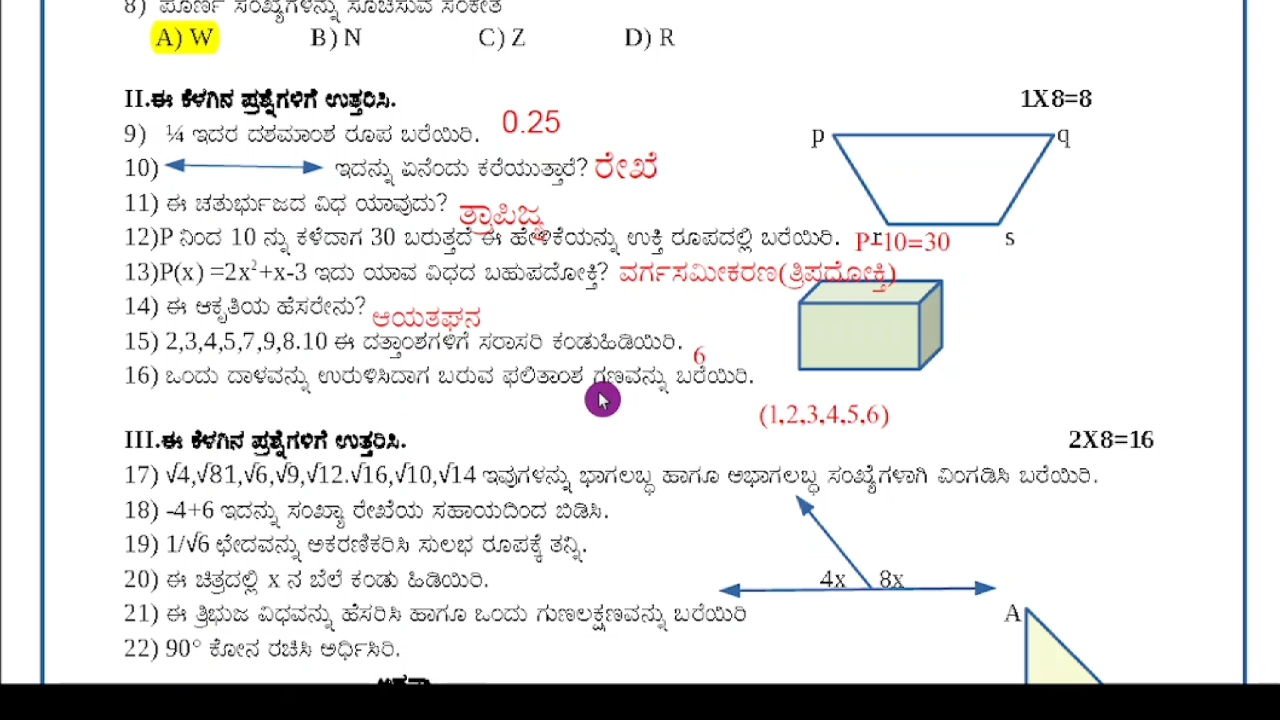 8) ಪೂರ್ಣ ಸಂಖ್ಯೆಗಳನ್ನು ಸೂಚಿಸುವ ಸಂಕೇತ
A) W B) N C) Z D) R
II.ಈ ಕೆಳಗಿನ ಪ್ರಶ್ನೆಗಳಿಗೆ ಉತ್ತರಿಸಿ. 1X8=8
9) ¼ ಇದರ ದಶಮಾಂಶ ರೂಪ ಬರೆಯಿರಿ. 0.25
p q
10) ಇದನ್ನು ಏನೆಂದು ಕರೆಯುತ್ತಾರೆ? ರೇಖೆ
11) ಈ ಚತುರ್ಭುಜದ ವಿಧ ಯಾವುದು? ತ್ರಾಪಿಜ್ಯ
12)P ನಿಂದ 10 ನ್ನು ಕಳೆದಾಗ 30 ಬರುತ್ತದೆ ಈ ಹೇಳಿಕೆಯನ್ನು ಉಕ್ತಿ ರೂಪದಲ್ಲಿ ಬರೆಯಿರಿ. P-10=30
r s
13)P(x) =2x²+x-3 ಇದು ಯಾವ ವಿಧದ ಬಹುಪದೋಕ್ತಿ? ವರ್ಗಸಮೀಕರಣ(ತ್ರಿಪದೋಕ್ತಿ)
14) ಈ ಆಕೃತಿಯ ಹೆಸರೇನು? ಆಯತಘನ
15) 2,3,4,5,7,9,8.10 ಈ ದತ್ತಾಂಶಗಳಿಗೆ ಸರಾಸರಿ ಕಂಡುಹಿಡಿಯಿರಿ. 6
16) ಒಂದು ದಾಳವನ್ನು ಉರುಳಿಸಿದಾಗ ಬರುವ ಫಲಿತಾಂಶ ಗಣವನ್ನು ಬರೆಯಿರಿ.
(1,2,3,4,5,6)
III.ಈ ಕೆಳಗಿನ ಪ್ರಶ್ನೆಗಳಿಗೆ ಉತ್ತರಿಸಿ. 2X8=16
17) √4,√81,√6,√9,√12.√16,√10,√14 ಇವುಗಳನ್ನು ಭಾಗಲಬ್ಧ ಹಾಗೂ ಅಭಾಗಲಬ್ಧ ಸಂಖ್ಯೆಗಳಾಗಿ ವಿಂಗಡಿಸಿ ಬರೆಯಿರಿ.
18) -4+6 ಇದನ್ನು ಸಂಖ್ಯಾ ರೇಖೆಯ ಸಹಾಯದಿಂದ ಬಿಡಿಸಿ.
19) 1/√6 ಛೇದವನ್ನು ಅಕರಣಿಕರಿಸಿ ಸುಲಭ ರೂಪಕ್ಕೆ ತನ್ನಿ.
20) ಈ ಚಿತ್ರದಲ್ಲಿ x ನ ಬೆಲೆ ಕಂಡು ಹಿಡಿಯಿರಿ. 4x 8x
21) ಈ ತ್ರಿಭುಜ ವಿಧವನ್ನು ಹೆಸರಿಸಿ ಹಾಗೂ ಒಂದು ಗುಣಲಕ್ಷಣವನ್ನು ಬರೆಯಿರಿ A
22) 90° ಕೋನ ರಚಿಸಿ ಅರ್ಧಿಸಿರಿ.